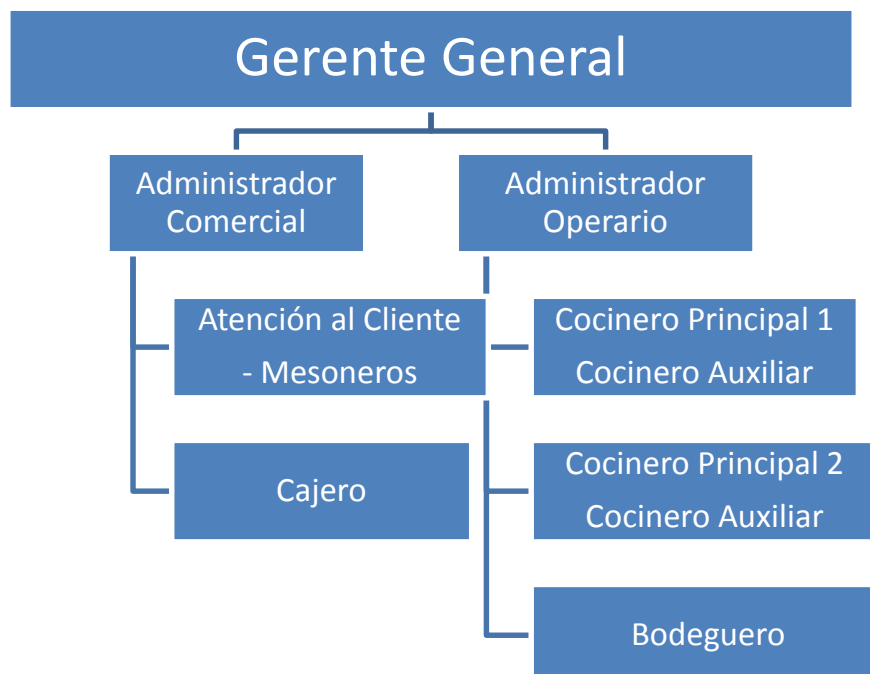 Gerente General
Administrador
Comercial
Administrador
Operario
Atención al Cliente
- Mesoneros
Cocinero Principal 1
Cocinero Auxiliar
Cajero
Cocinero Principal 2
Cocinero Auxiliar
Bodeguero